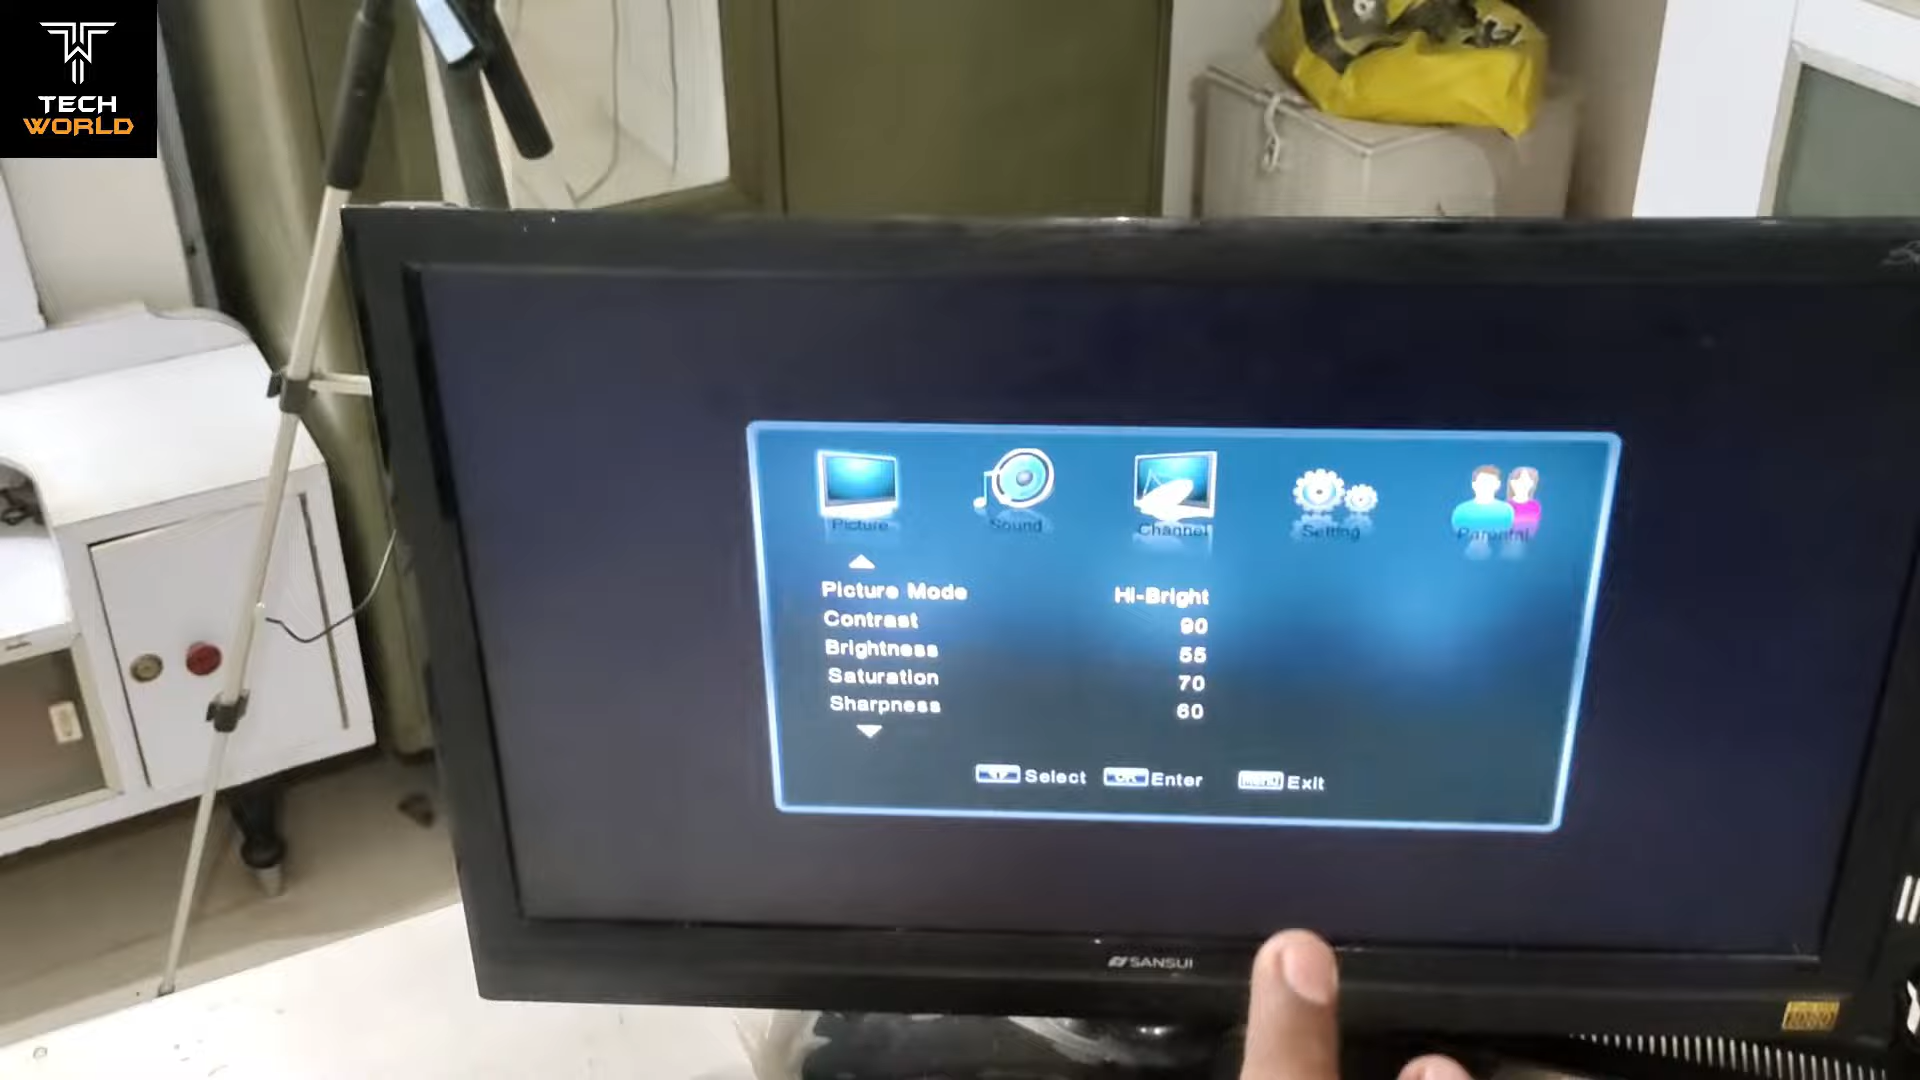 TECH
WORLD
Picture
Sound
Channel
Setting
Parental
Picture Mode Hi-Bright
Contrast 90
Brightness 55
Saturation 70
Sharpness 60
Select
Enter
Menu Exit
SANSUI